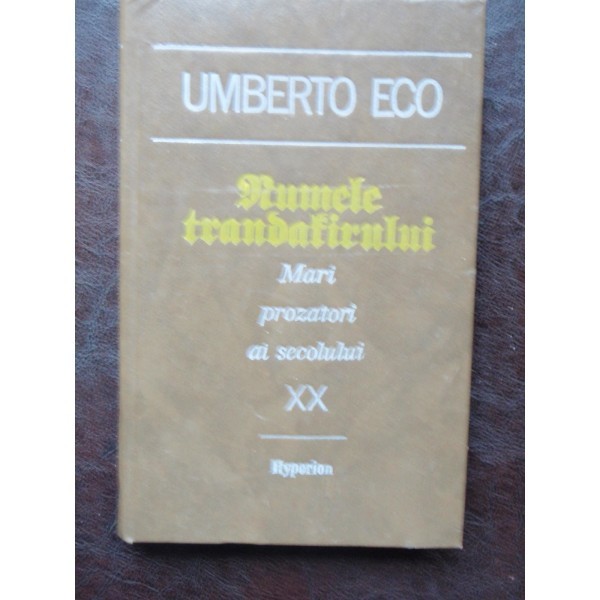 UMBERTO ECO
Numele
trandafirului
Mari
prozatori
ai secolului
XX
Hyperion